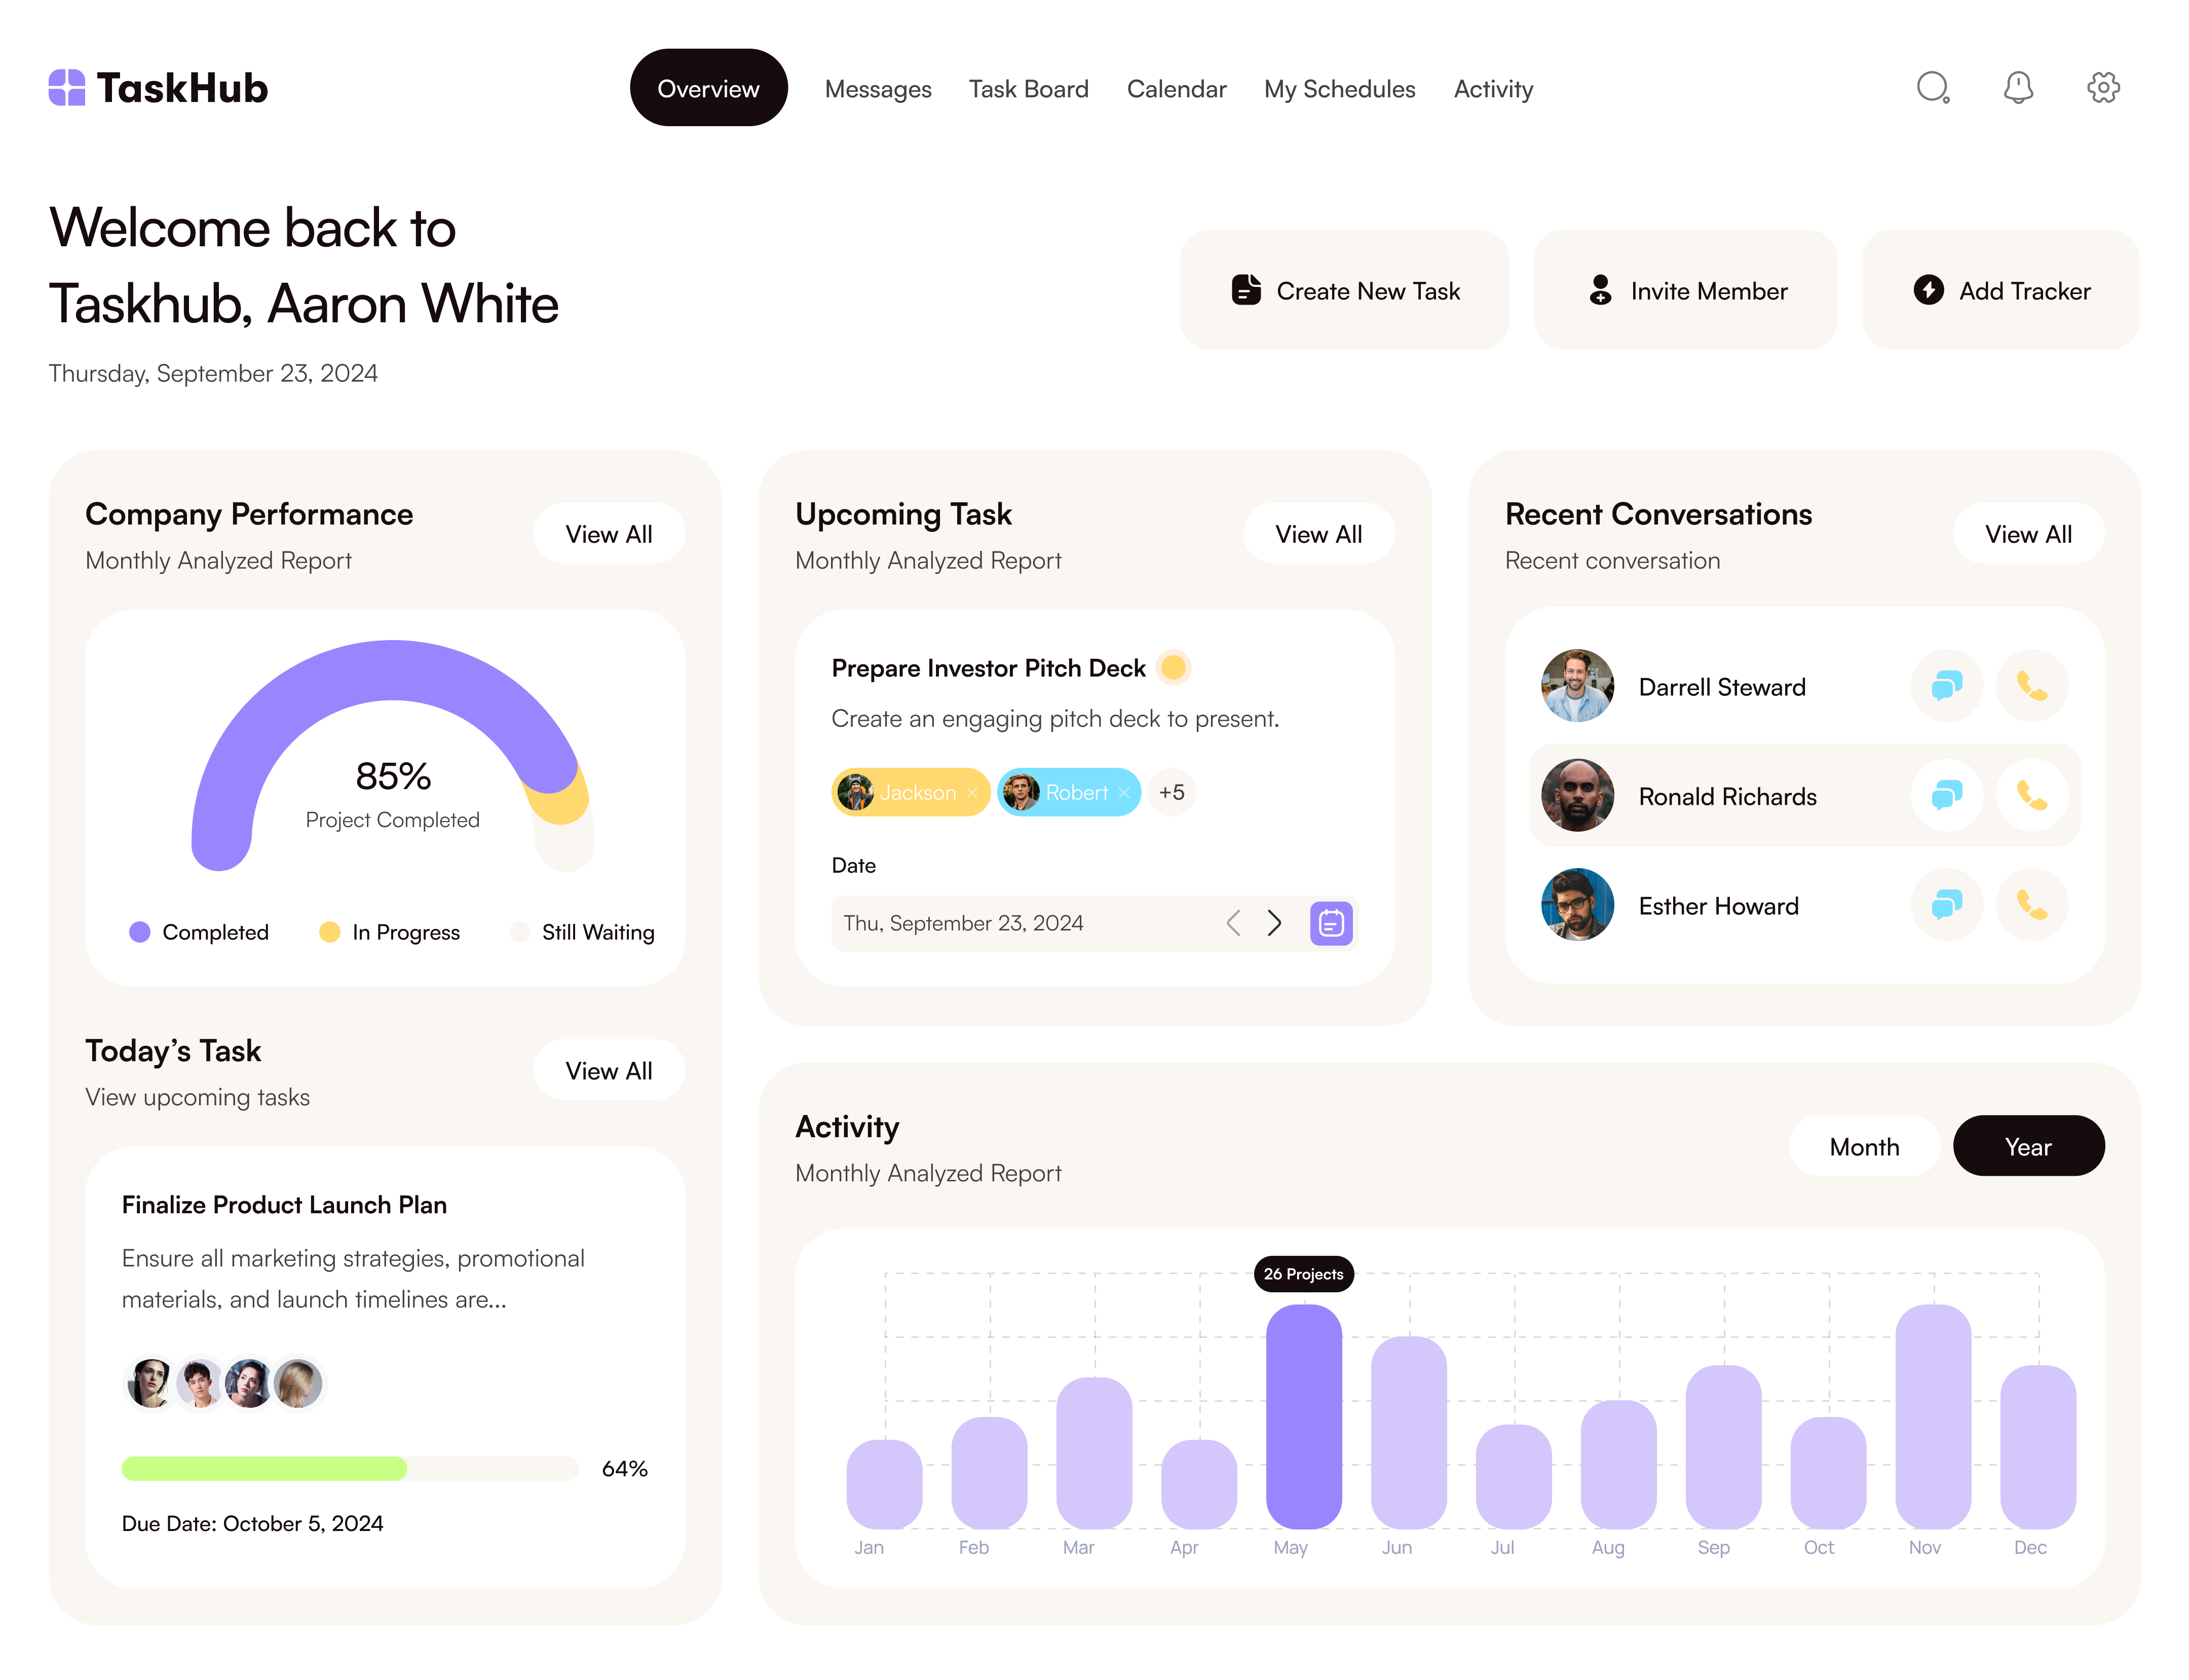 TaskHub
Overview
Messages
Task Board
Calendar
My Schedules
Activity
Welcome back to
Taskhub, Aaron White
Thursday, September 23, 2024
Create New Task
Invite Member
Add Tracker
Company Performance
View All
Monthly Analyzed Report
85%
Project Completed
Completed
In Progress
Still Waiting
Today’s Task
View All
View upcoming tasks
Finalize Product Launch Plan
Ensure all marketing strategies, promotional
materials, and launch timelines are...
64%
Due Date: October 5, 2024
Upcoming Task
View All
Monthly Analyzed Report
Prepare Investor Pitch Deck
Create an engaging pitch deck to present.
Jackson
Robert
+5
Date
Thu, September 23, 2024
Recent Conversations
View All
Recent conversation
Darrell Steward
Ronald Richards
Esther Howard
Activity
Monthly Analyzed Report
Month
Year
26 Projects
Jan
Feb
Mar
Apr
May
Jun
Jul
Aug
Sep
Oct
Nov
Dec